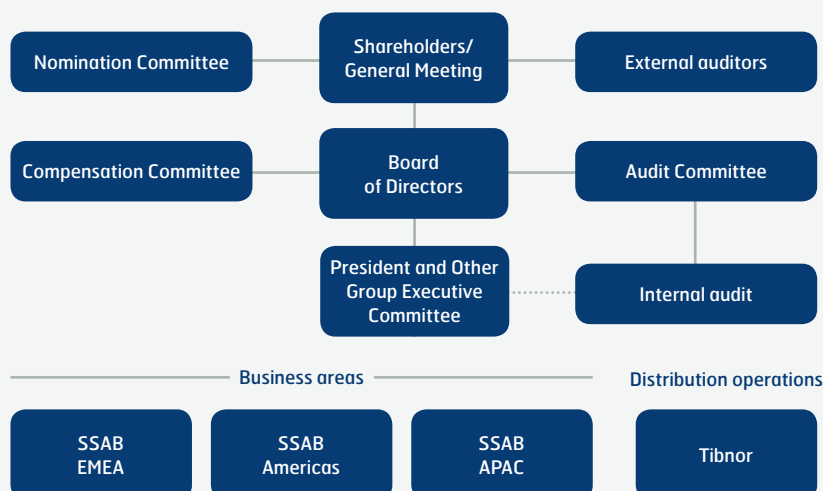 Nomination Committee
Shareholders/
General Meeting
External auditors
Compensation Committee
Board
of Directors
Audit Committee
President and Other
Group Executive
Committee
Internal audit
Business areas
Distribution operations
SSAB
EMEA
SSAB
Americas
SSAB
APAC
Tibnor